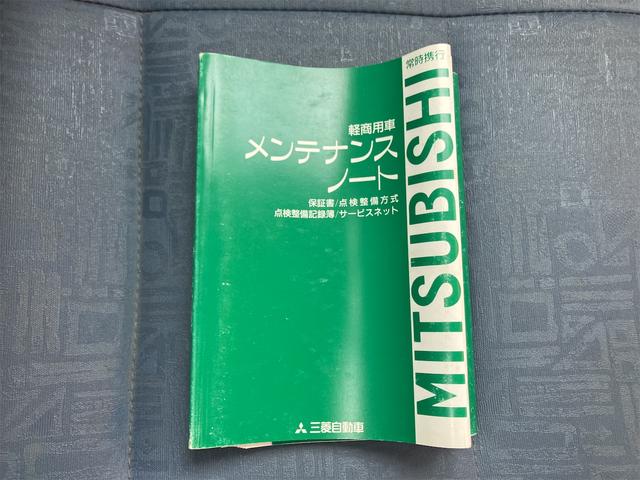 常時携行
MITSUBISHI
軽商用車
メンテナンス
ノート
保証書/点検整備方式
点検整備記録簿/サービスネット
三菱自動車